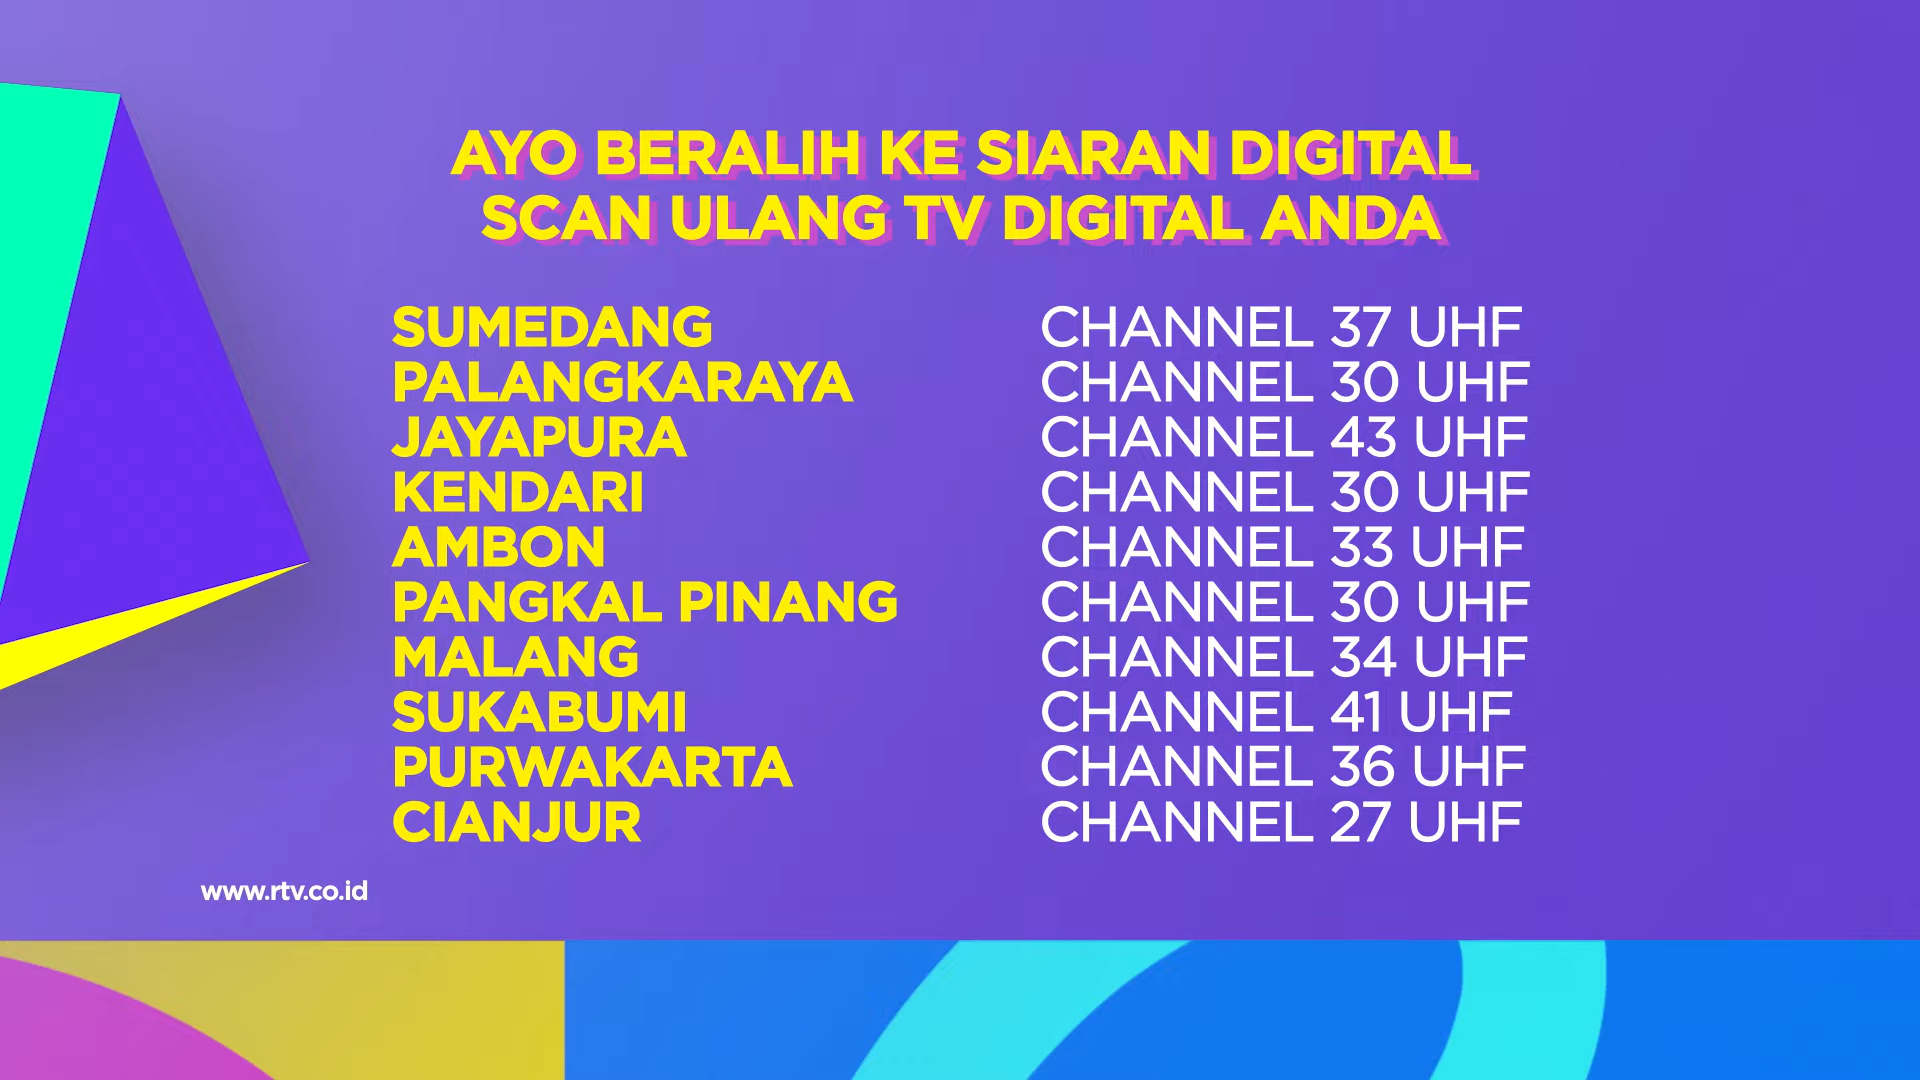 AYO BERALIH KE SIARAN DIGITAL
SCAN ULANG TV DIGITAL ANDA
SUMEDANG CHANNEL 37 UHF
PALANGKARAYA CHANNEL 30 UHF
JAYAPURA CHANNEL 43 UHF
KENDARI CHANNEL 30 UHF
AMBON CHANNEL 33 UHF
PANGKAL PINANG CHANNEL 30 UHF
MALANG CHANNEL 34 UHF
SUKABUMI CHANNEL 41 UHF
PURWAKARTA CHANNEL 36 UHF
CIANJUR CHANNEL 27 UHF
www.rtv.co.id